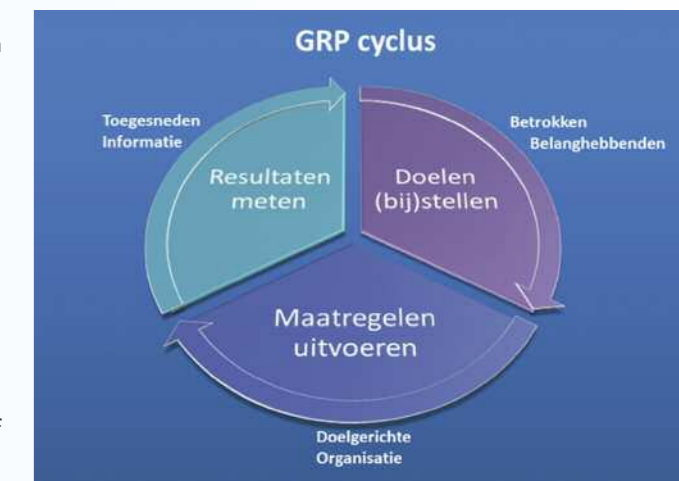 GRP cyclus
Toegesneden
Informatie
Betrokken
Belanghebbenden
Resultaten
meten
Doelen
(bij)stellen
Maatregelen
uitvoeren
Doelgerichte
Organisatie